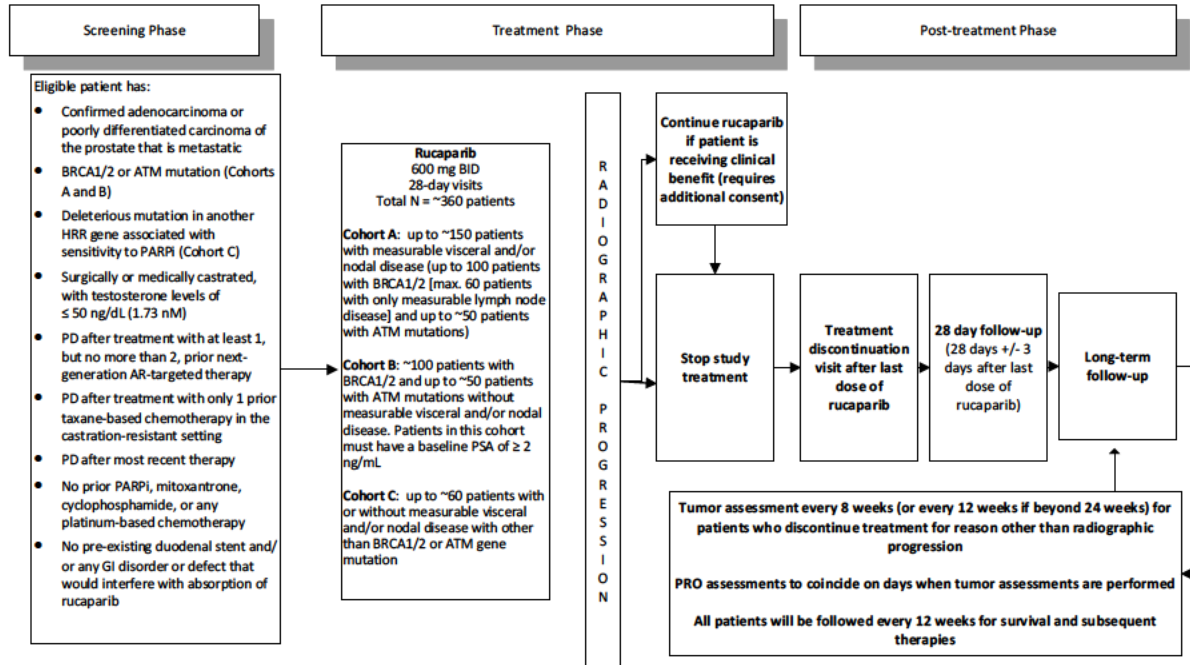 Screening Phase
Treatment Phase
Post-treatment Phase
Eligible patient has:
● Confirmed adenocarcinoma or
poorly differentiated carcinoma of
the prostate that is metastatic
● BRCA1/2 or ATM mutation (Cohorts
A and B)
● Deleterious mutation in another
HRR gene associated with
sensitivity to PARPi (Cohort C)
● Surgically or medically castrated,
with testosterone levels of
≤ 50 ng/dL (1.73 nM)
● PD after treatment with at least 1,
but no more than 2, prior next-
generation AR-targeted therapy
● PD after treatment with only 1 prior
taxane-based chemotherapy in the
castration-resistant setting
● PD after most recent therapy
● No prior PARPi, mitoxantrone,
cyclophosphamide, or any
platinum-based chemotherapy
● No pre-existing duodenal stent and/
or any GI disorder or defect that
would interfere with absorption of
rucaparib
Rucaparib
600 mg BID
28-day visits
Total N = ~360 patients
Cohort A: up to ~150 patients
with measurable visceral and/or
nodal disease (up to 100 patients
with BRCA1/2 [max. 60 patients
with only measurable lymph node
disease] and up to ~50 patients
with ATM mutations)
Cohort B: ~100 patients with
BRCA1/2 and up to ~50 patients
with ATM mutations without
measurable visceral and/or nodal
disease. Patients in this cohort
must have a baseline PSA of ≥ 2
ng/mL
Cohort C: up to ~60 patients with
or without measurable visceral
and/or nodal disease with other
than BRCA1/2 or ATM gene
mutation
RADIOGRAPHIC PROGRESSION
Continue rucaparib
if patient is
receiving clinical
benefit (requires
additional consent)
Stop study
treatment
Treatment
discontinuation
visit after last
dose of
rucaparib
28 day follow-up
(28 days +/- 3
days after last
dose of
rucaparib)
Long-term
follow-up
Tumor assessment every 8 weeks (or every 12 weeks if beyond 24 weeks) for
patients who discontinue treatment for reason other than radiographic
progression
PRO assessments to coincide on days when tumor assessments are performed
All patients will be followed every 12 weeks for survival and subsequent
therapies